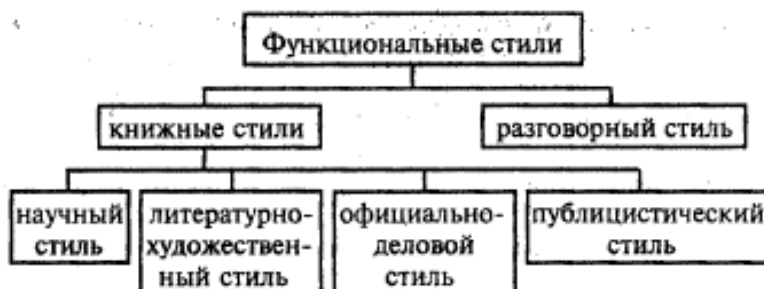 Функциональные стили
книжные стили
разговорный стиль
научный
стиль
литературно-
художествен-
ный стиль
официально-
деловой
стиль
публицистический
стиль